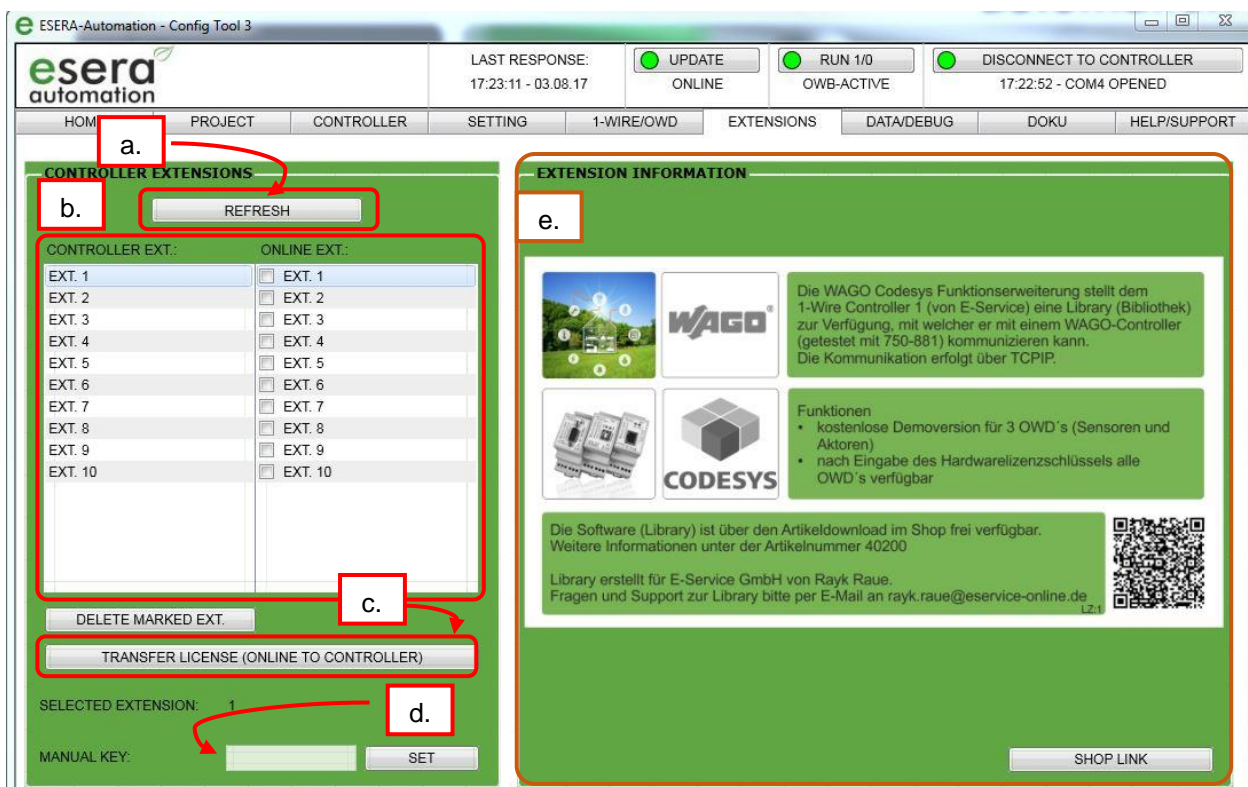 ESERA-Automation - Config Tool 3
esera
automation
LAST RESPONSE:
17:23:11 - 03.08.17
UPDATE
ONLINE
RUN 1/0
OWB-ACTIVE
DISCONNECT TO CONTROLLER
17:22:52 - COM4 OPENED
HOM
PROJECT
CONTROLLER
SETTING
1-WIRE/OWD
EXTENSIONS
DATA/DEBUG
DOKU
HELP/SUPPORT
a.
CONTROLLER EXTENSIONS
b.
REFRESH
CONTROLLER EXT.: ONLINE EXT.:
EXT. 1 EXT. 1
EXT. 2 EXT. 2
EXT. 3 EXT. 3
EXT. 4 EXT. 4
EXT. 5 EXT. 5
EXT. 6 EXT. 6
EXT. 7 EXT. 7
EXT. 8 EXT. 8
EXT. 9 EXT. 9
EXT. 10 EXT. 10
c.
DELETE MARKED EXT.
TRANSFER LICENSE (ONLINE TO CONTROLLER)
SELECTED EXTENSION: 1
d.
MANUAL KEY:
SET
EXTENSION INFORMATION
e.
WAGO
Die WAGO Codesys Funktionserweiterung stellt dem
1-Wire Controller 1 (von E-Service) eine Library (Bibliothek)
zur Verfügung, mit welcher er mit einem WAGO-Controller
(getestet mit 750-881) kommunizieren kann.
Die Kommunikation erfolgt über TCPIP.
CODESYS
Funktionen
• kostenlose Demoversion für 3 OWD´s (Sensoren und
Aktoren)
• nach Eingabe des Hardwarelizenzschlüssels alle
OWD´s verfügbar
Die Software (Library) ist über den Artikeldownload im Shop frei verfügbar.
Weitere Informationen unter der Artikelnummer 40200
Library erstellt für E-Service GmbH von Rayk Raue.
Fragen und Support zur Library bitte per E-Mail an rayk.raue@eservice-online.de
LZ:1
SHOP LINK